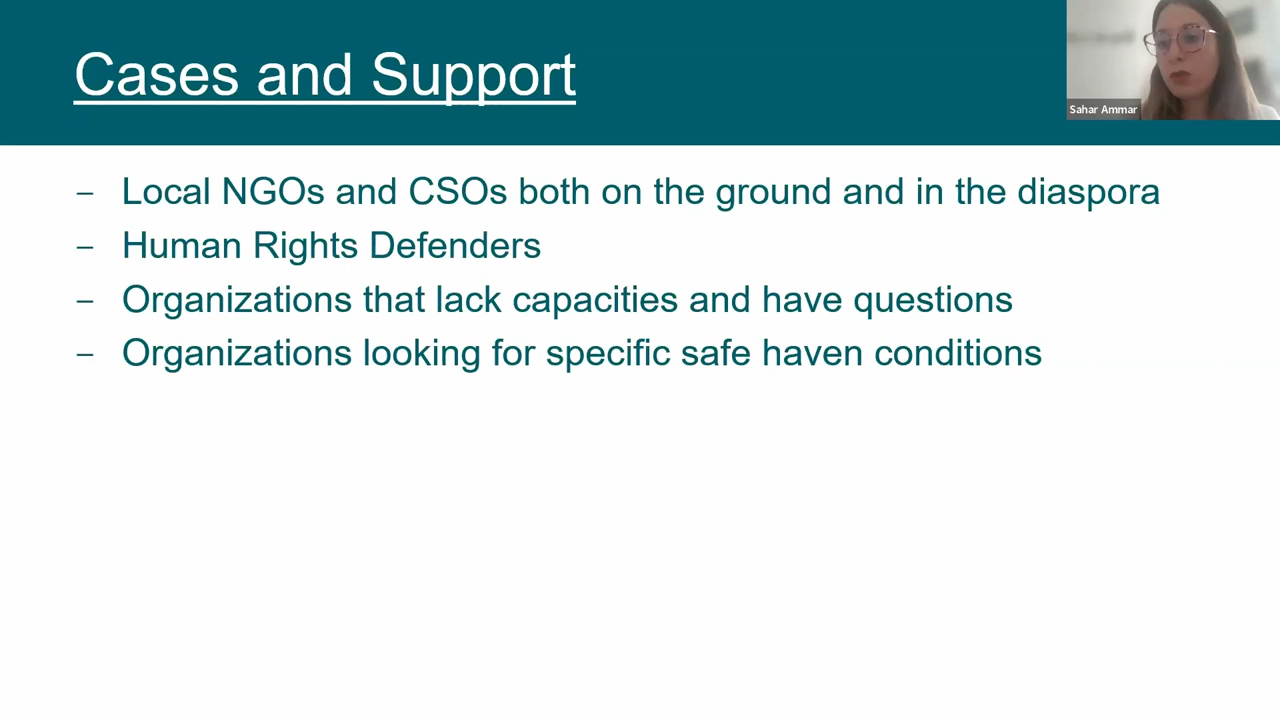 Cases and Support
Sahar Ammar
– Local NGOs and CSOs both on the ground and in the diaspora
– Human Rights Defenders
– Organizations that lack capacities and have questions
– Organizations looking for specific safe haven conditions